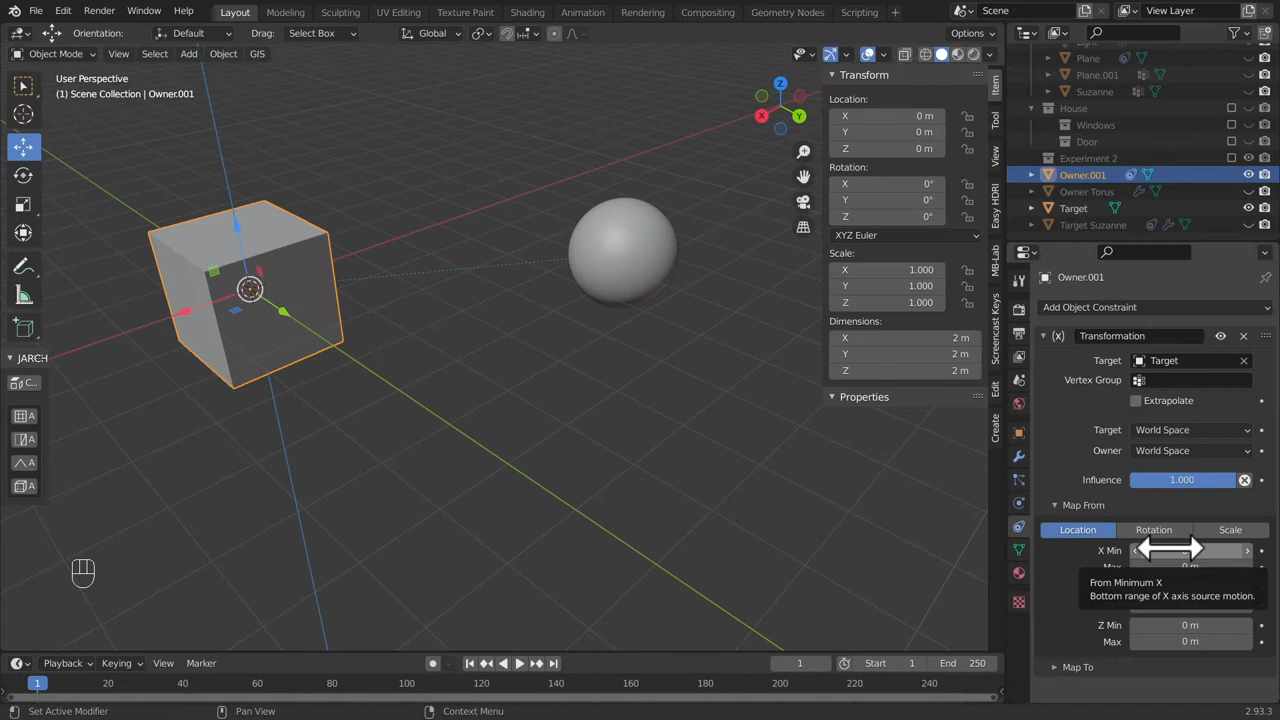 File Edit Render Window Help Layout Modeling Sculpting UV Editing Texture Paint Shading Animation Rendering Compositing Geometry Nodes Scripting + Scene View Layer
Orientation: Default Drag: Select Box Global Options
Object Mode View Select Add Object GIS
User Perspective
(1) Scene Collection | Owner.001
Z
Y
X
JARCH
C...
A
A
A
A
Transform
Location:
X 0 m
Y 0 m
Z 0 m
Rotation:
X 0°
Y 0°
Z 0°
XYZ Euler
Scale:
X 1.000
Y 1.000
Z 1.000
Dimensions:
X 2 m
Y 2 m
Z 2 m
Properties
Item
Tool
View
Easy HDRI
MB-Lab
Screencast Keys
Edit
Create
Light
Plane
Plane.001
Suzanne
House
Windows
Door
Experiment 2
Owner.001
Owner Torus
Target
Target Suzanne
Owner.001
Add Object Constraint
Transformation
Target Target
Vertex Group
Extrapolate
Target World Space
Owner World Space
Influence 1.000
Map From
Location Rotation Scale
X Min
Max 0 m
From Minimum X
Bottom range of X axis source motion.
Z Min 0 m
Max 0 m
Map To
Playback Keying View Marker 1 Start 1 End 250
1 20 40 60 80 100 120 140 160 180 200 220 240
Set Active Modifier Pan View Context Menu 2.93.3